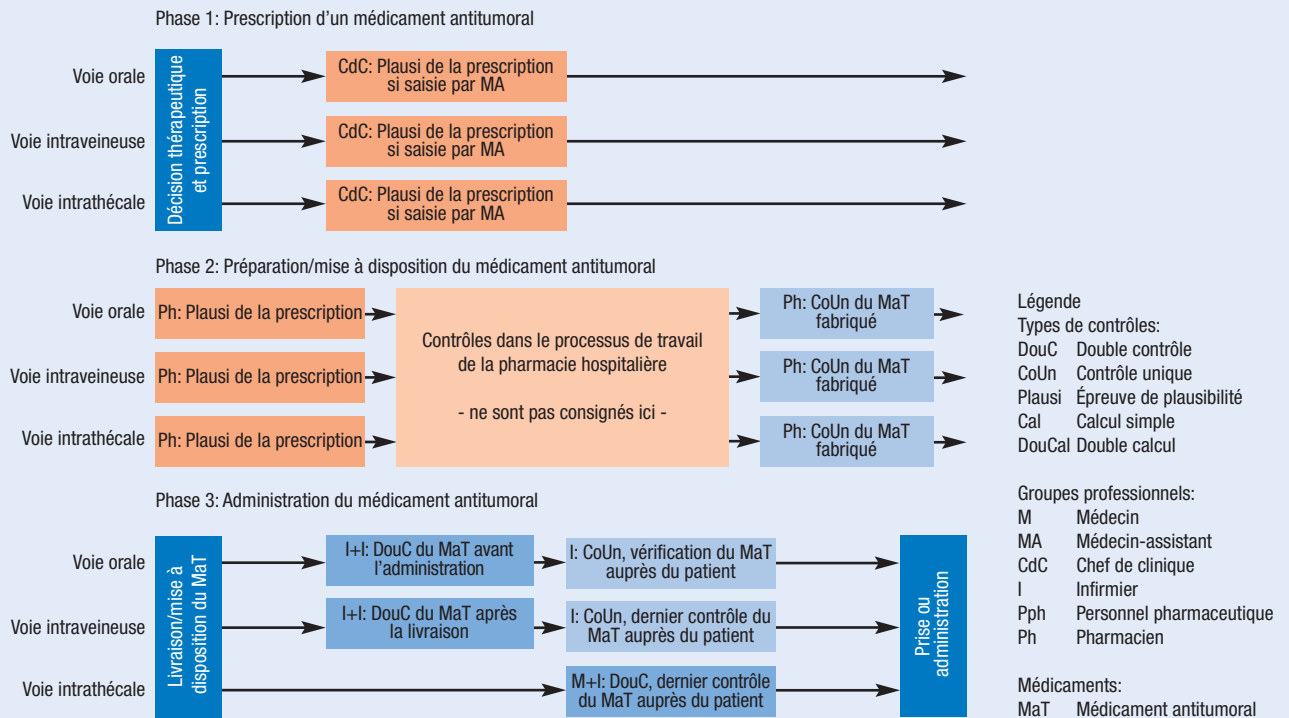 Phase 1: Prescription d'un médicament antitumoral
Voie orale
Voie intraveineuse
Voie intrathécale
Décision thérapeutique
et prescription
CdC: Plausi de la prescription
si saisie par MA
CdC: Plausi de la prescription
si saisie par MA
CdC: Plausi de la prescription
si saisie par MA
Phase 2: Préparation/mise à disposition du médicament antitumoral
Voie orale
Voie intraveineuse
Voie intrathécale
Ph: Plausi de la prescription
Ph: Plausi de la prescription
Ph: Plausi de la prescription
Contrôles dans le processus de travail
de la pharmacie hospitalière
- ne sont pas consignés ici -
Ph: CoUn du MaT
fabriqué
Ph: CoUn du MaT
fabriqué
Ph: CoUn du MaT
fabriqué
Phase 3: Administration du médicament antitumoral
Voie orale
Voie intraveineuse
Voie intrathécale
Livraison/mise à
disposition du MaT
I+I: DouC du MaT avant
l'administration
I: CoUn, vérification du MaT
auprès du patient
I+I: DouC du MaT après
la livraison
I: CoUn, dernier contrôle du
MaT auprès du patient
M+I: DouC, dernier contrôle
du MaT auprès du patient
Prise ou
administration
Légende
Types de contrôles:
DouC Double contrôle
CoUn Contrôle unique
Plausi Épreuve de plausibilité
Cal Calcul simple
DouCal Double calcul
Groupes professionnels:
M Médecin
MA Médecin-assistant
CdC Chef de clinique
I Infirmier
Pph Personnel pharmaceutique
Ph Pharmacien
Médicaments:
MaT Médicament antitumoral